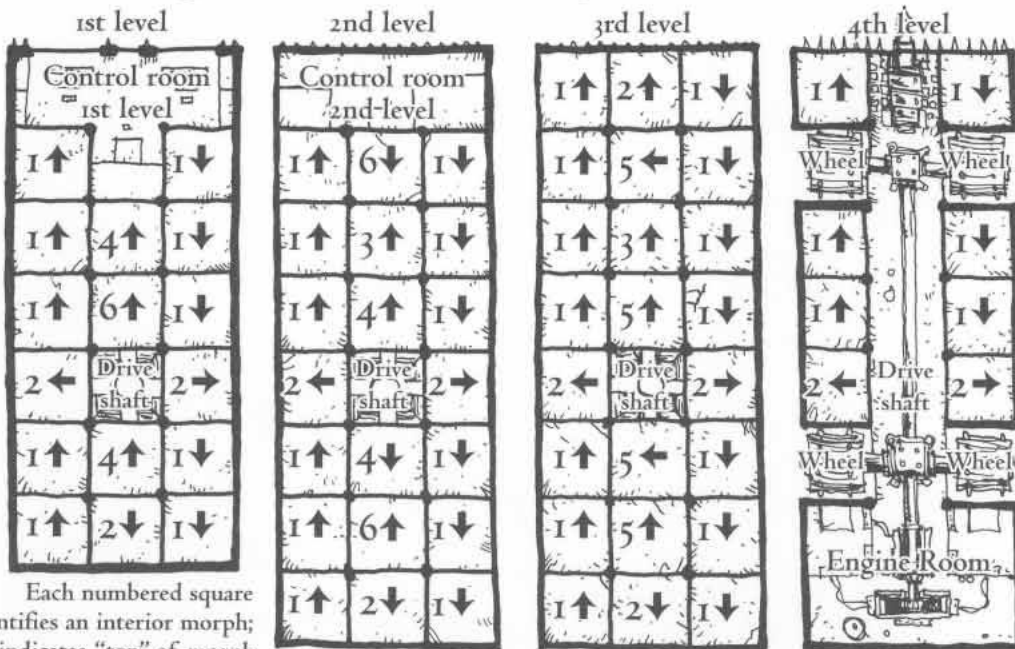 1st level
Control room
1st level
1↑ 1↓
1↑ 4↑ 1↓
1↑ 6↑ 1↓
2← Drive 2→
shaft
1↑ 4↑ 1↓
1↑ 2↓ 1↓
Each numbered square
ntifies an interior morph;
indicates "top" of morph
2nd level
Control room
2nd level
1↑ 6↓ 1↓
1↑ 3↑ 1↓
1↑ 4↑ 1↓
2← Drive 2→
shaft
1↑ 4↓ 1↓
1↑ 6↑ 1↓
1↑ 2↓ 1↓
3rd level
1↑ 2↑ 1↓
1↑ 5← 1↓
1↑ 3↑ 1↓
1↑ 5↑ 1↓
2← Drive 2→
shaft
1↑ 5← 1↓
1↑ 5↑ 1↓
1↑ 2↓ 1↓
4th level
1↑ 1↓
Wheel Wheel
1↑ 1↓
1↑ 1↓
2← Drive 2→
shaft
Wheel Wheel
Engine Room